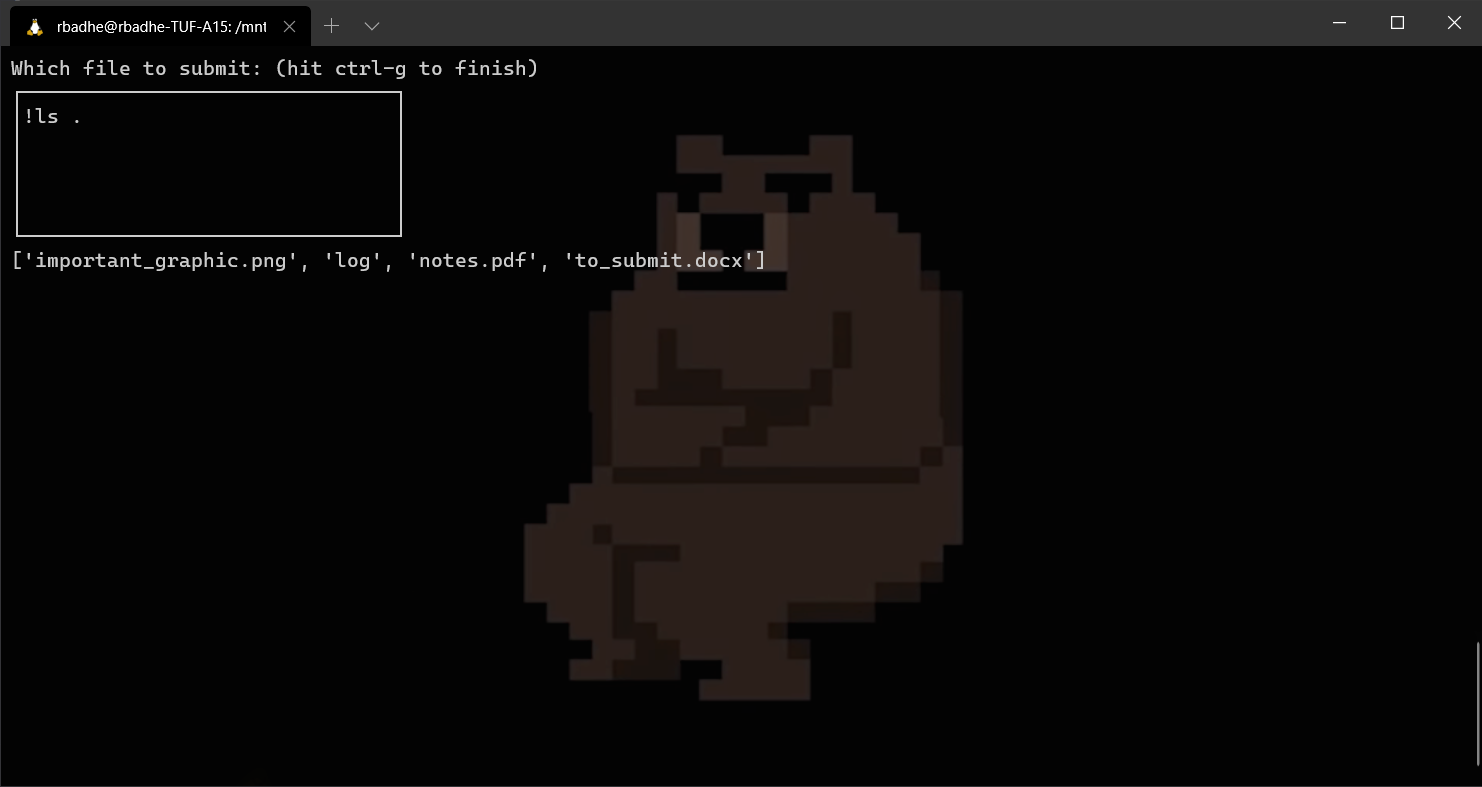 rbadhe@rbadhe-TUF-A15: /mnt
Which file to submit: (hit ctrl-g to finish)
!ls .
['important_graphic.png', 'log', 'notes.pdf', 'to_submit.docx']